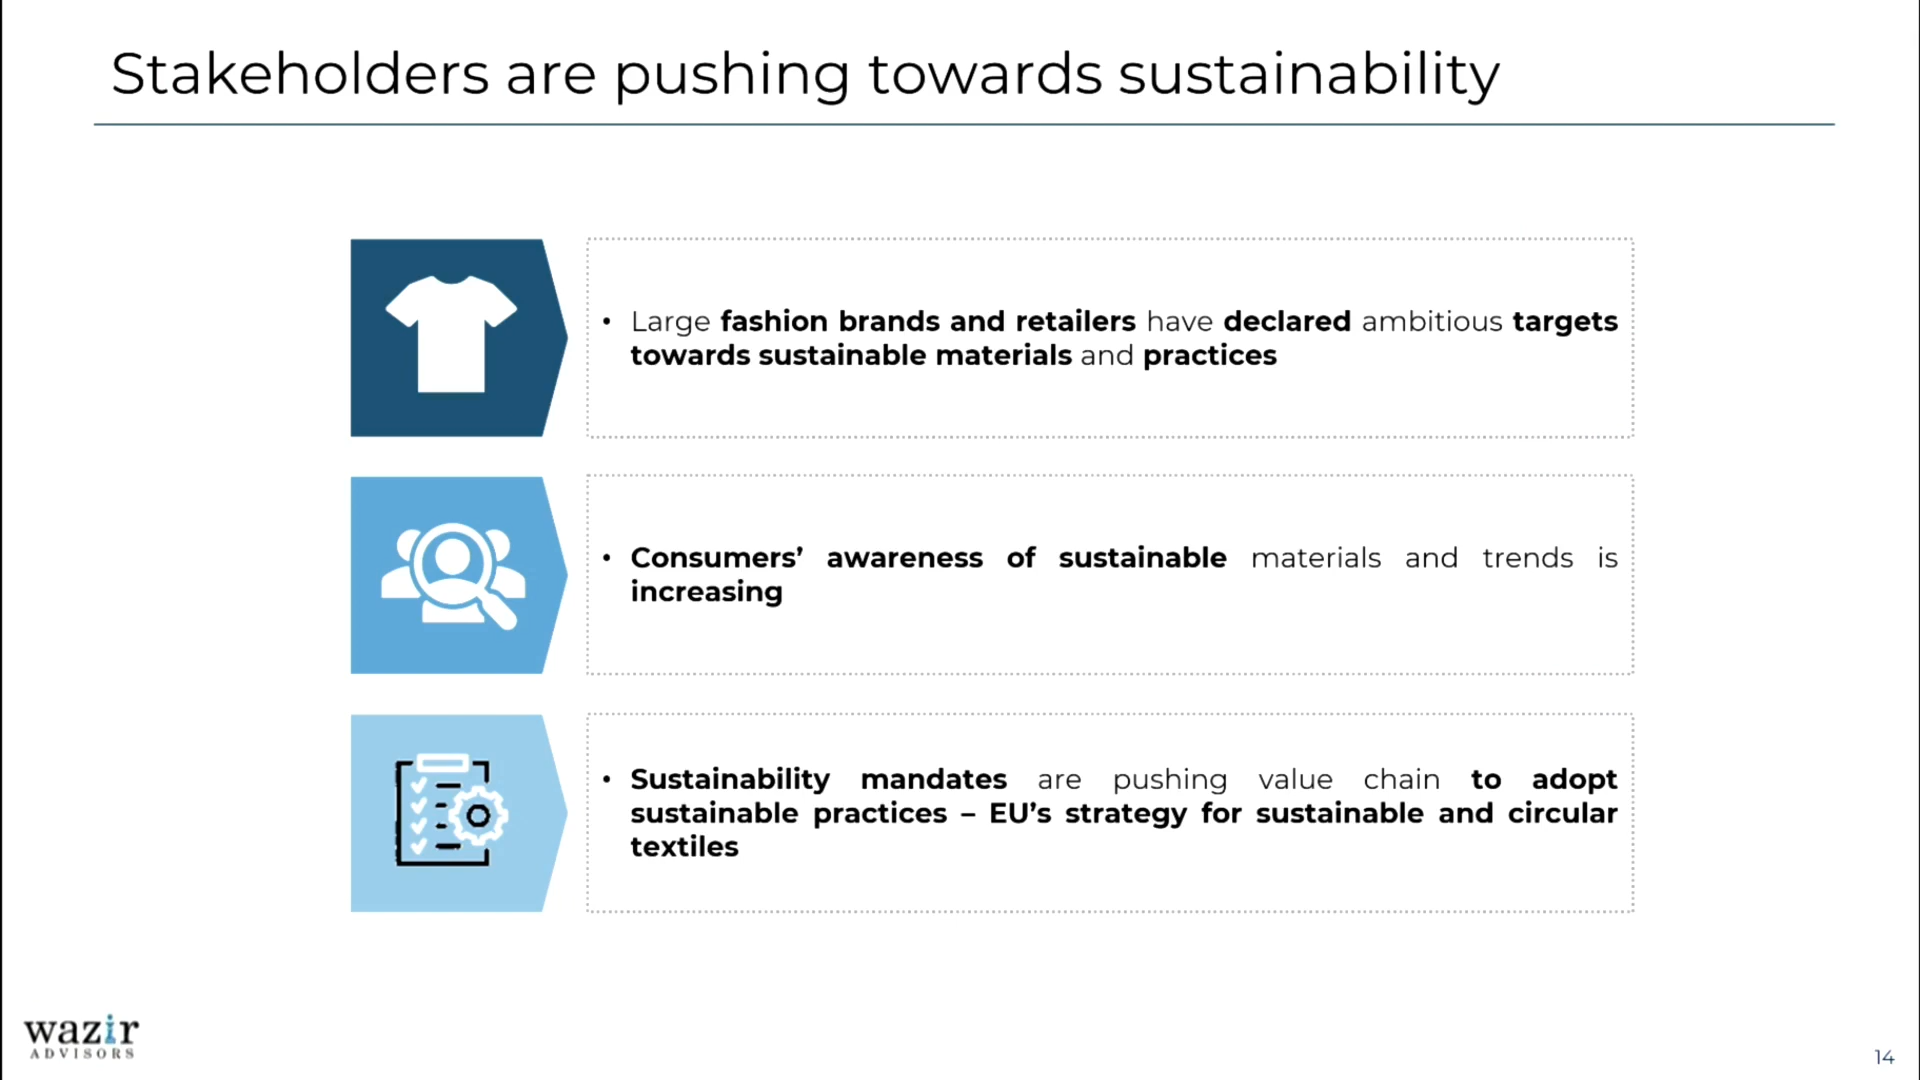 Stakeholders are pushing towards sustainability
• Large fashion brands and retailers have declared ambitious targets
towards sustainable materials and practices
• Consumers’ awareness of sustainable materials and trends is
increasing
• Sustainability mandates are pushing value chain to adopt
sustainable practices – EU’s strategy for sustainable and circular
textiles
wazir
ADVISORS
14